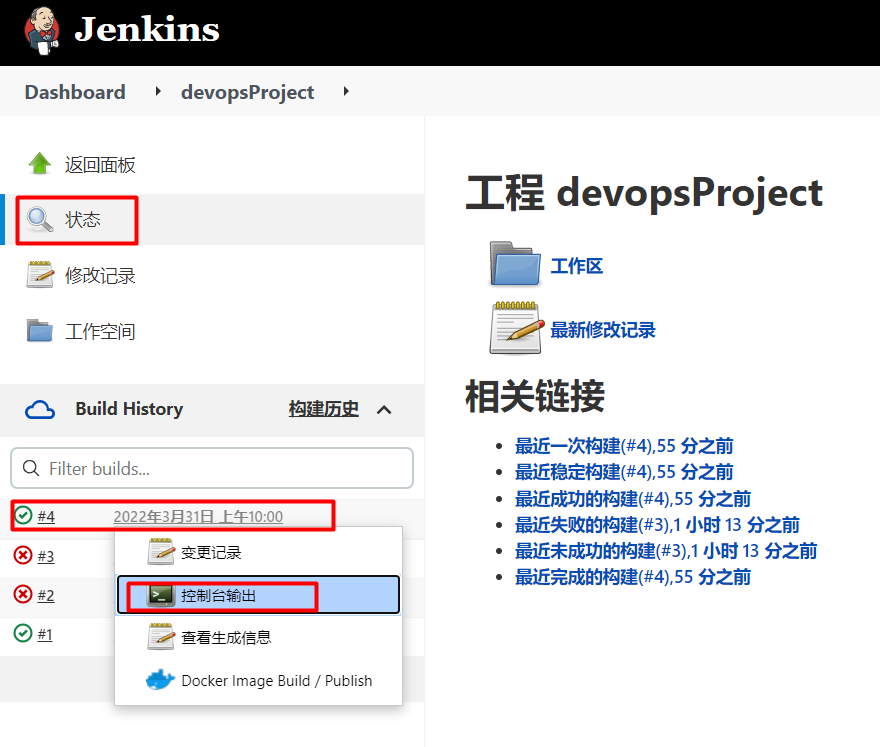 Jenkins
Dashboard
devopsProject
返回面板
状态
修改记录
工作空间
Build History
构建历史
Filter builds...
#4
2022年3月31日 上午10:00
#3
#2
#1
变更记录
控制台输出
查看生成信息
Docker Image Build / Publish
工程 devopsProject
工作区
最新修改记录
相关链接
最近一次构建(#4),55 分之前
最近稳定构建(#4),55 分之前
最近成功的构建(#4),55 分之前
最近失败的构建(#3),1 小时 13 分之前
最近未成功的构建(#3),1 小时 13 分之前
最近完成的构建(#4),55 分之前